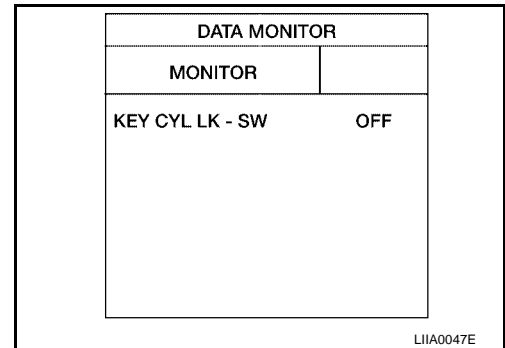 DATA MONITOR
MONITOR
KEY CYL LK - SW OFF
LIIA0047E